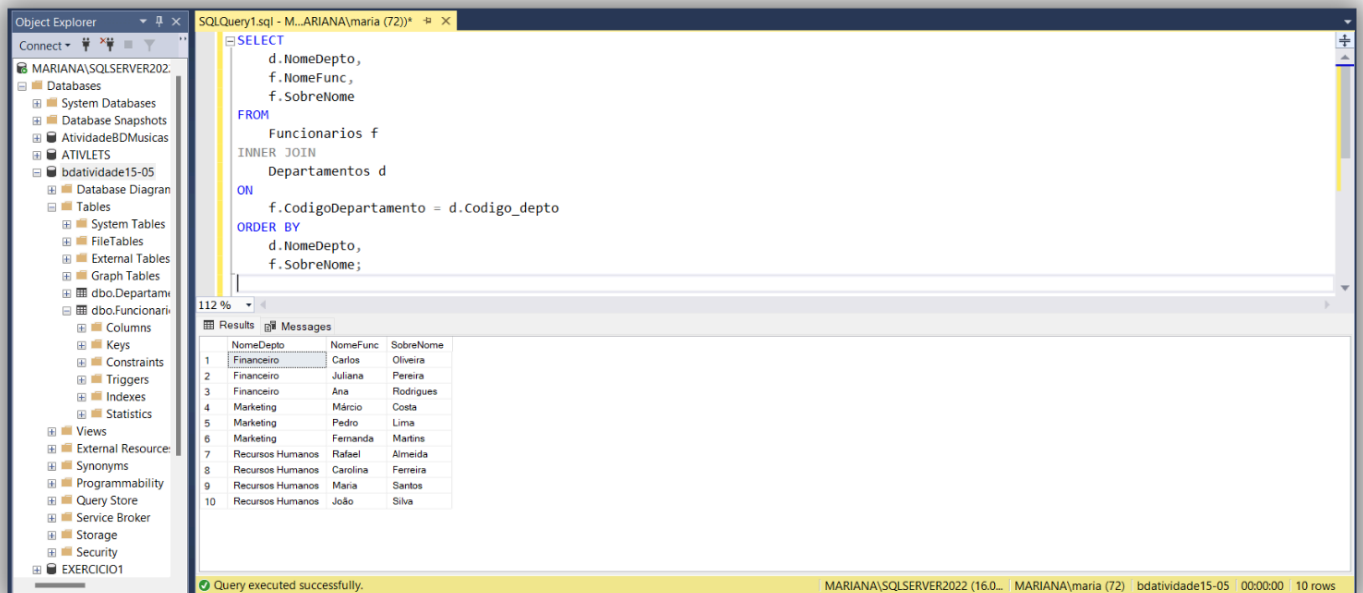 Object Explorer
Connect
MARIANA\SQLSERVER202
Databases
System Databases
Database Snapshots
AtividadeBDMusicas
ATIVLETS
bdatividade15-05
Database Diagran
Tables
System Tables
FileTables
External Tables
Graph Tables
dbo.Departam
dbo.Funcionari
Columns
Keys
Constraints
Triggers
Indexes
Statistics
Views
External Resource
Synonyms
Programmability
Query Store
Service Broker
Storage
Security
EXERCICIO1
SQLQuery1.sql - M...ARIANA\maria (72))*
SELECT
d.NomeDepto,
f.NomeFunc,
f.SobreNome
FROM
Funcionarios f
INNER JOIN
Departamentos d
ON
f.CodigoDepartamento = d.Codigo_depto
ORDER BY
d.NomeDepto,
f.SobreNome;
112 %
Results Messages
NomeDepto NomeFunc SobreNome
1 Financeiro Carlos Oliveira
2 Financeiro Juliana Pereira
3 Financeiro Ana Rodrigues
4 Marketing Márcio Costa
5 Marketing Pedro Lima
6 Marketing Fernanda Martins
7 Recursos Humanos Rafael Almeida
8 Recursos Humanos Carolina Ferreira
9 Recursos Humanos Maria Santos
10 Recursos Humanos João Silva
Query executed successfully. MARIANA\SQLSERVER2022 (16.0... MARIANA\maria (72) bdatividade15-05 00:00:00 10 rows